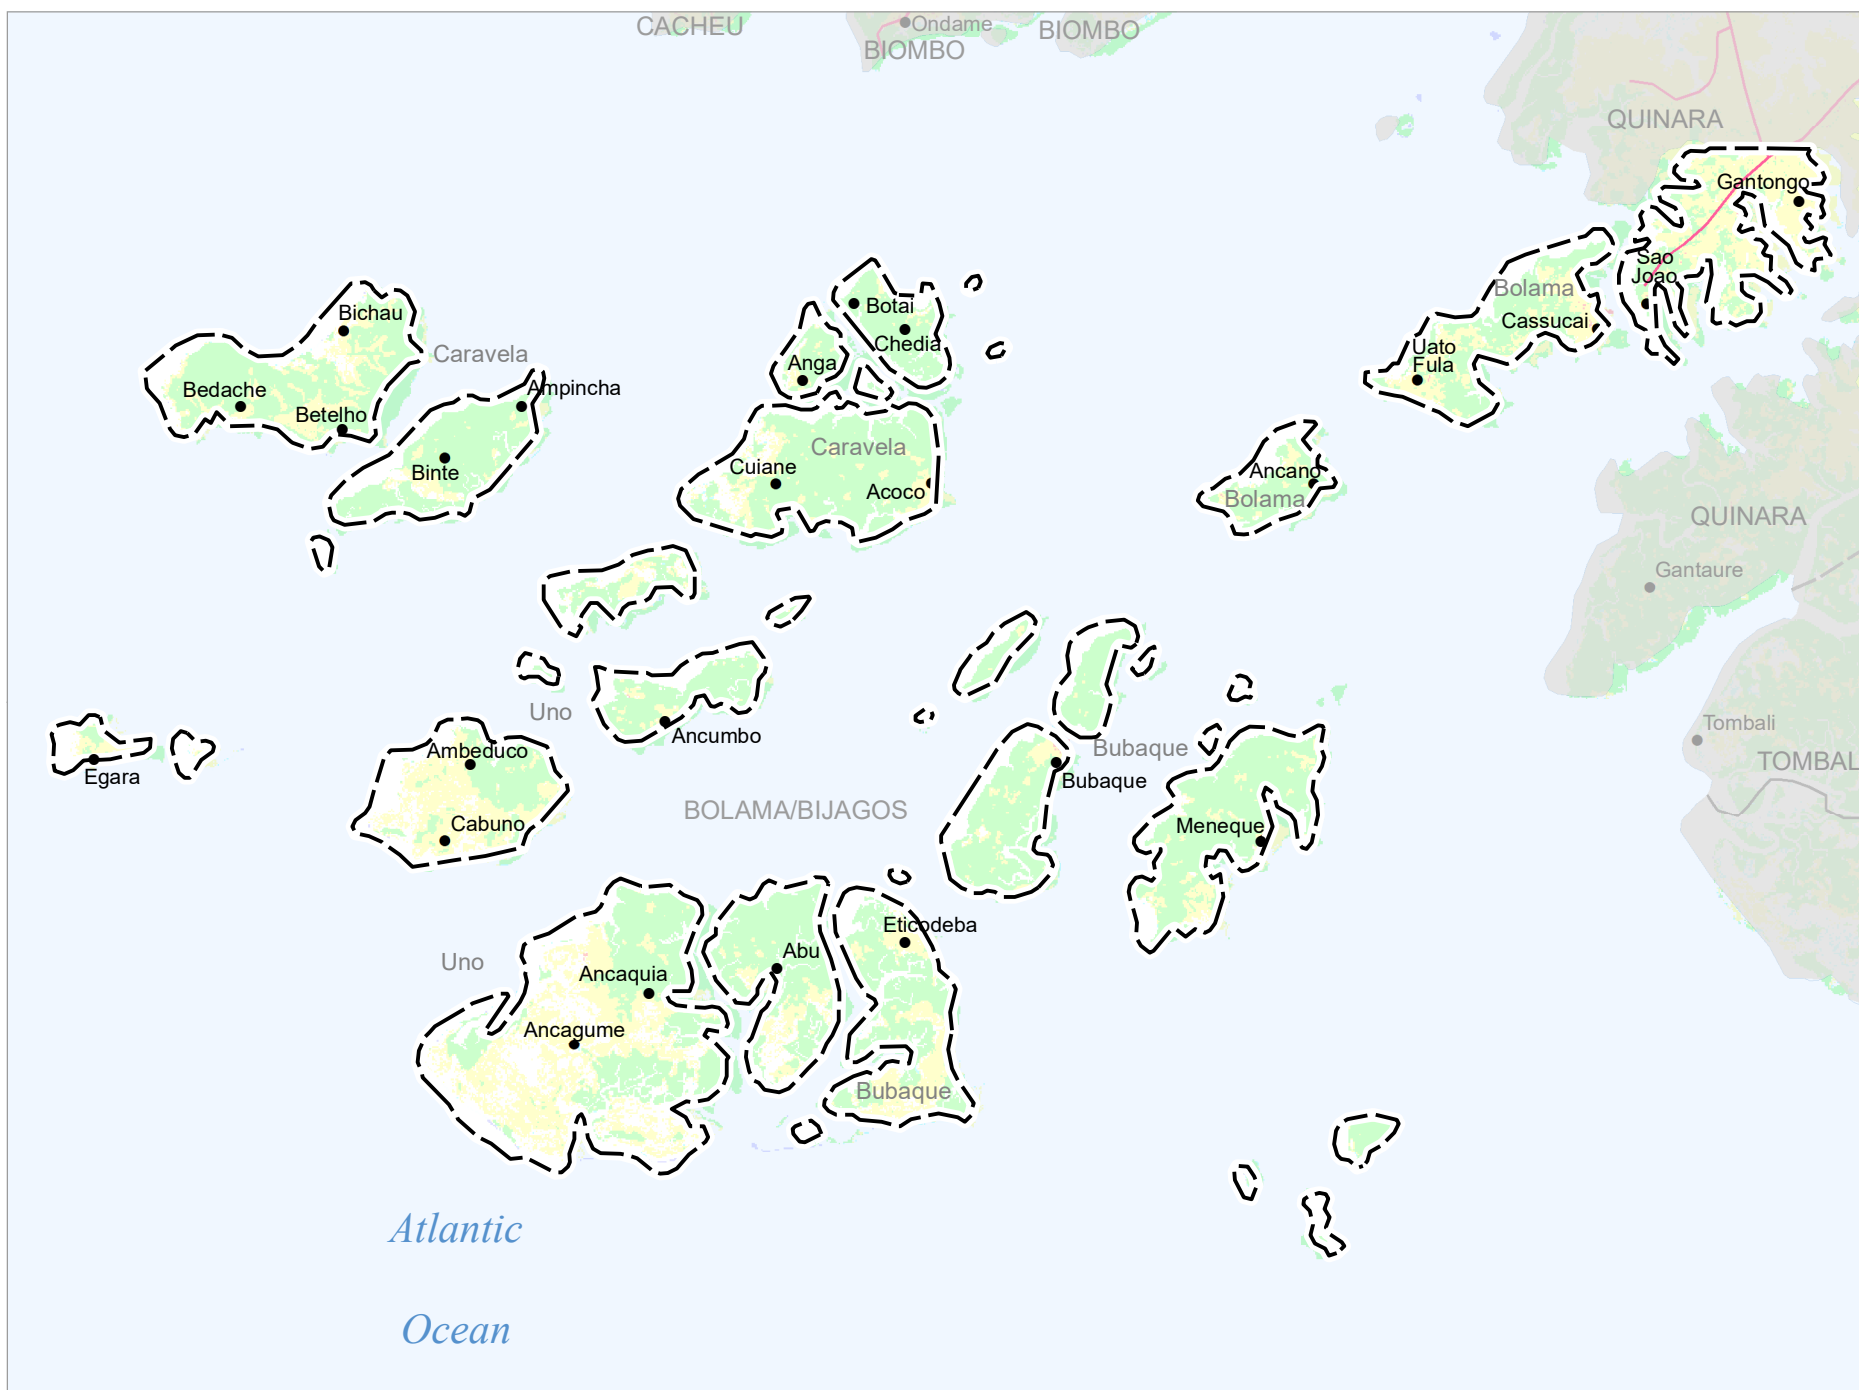 CACHEU
Ondame
BIOMBO
BIOMBO
QUINARA
Gantongo
Sao
Joao
Bolama
Cassucai
Uato
Fula
Botai
Chedia
Anga
Bichau
Caravela
Bedache
Betelho
Ampincha
Binte
Caravela
Cuiane
Acoco
Ancano
Bolama
QUINARA
Gantaure
Uno
Ancumbo
Egara
Ambeduco
Cabuno
BOLAMA/BIJAGOS
Bubaque
Bubaque
Meneque
Tombali
TOMBAL
Eticodeba
Abu
Uno
Ancaquia
Ancagume
Bubaque
Atlantic
Ocean